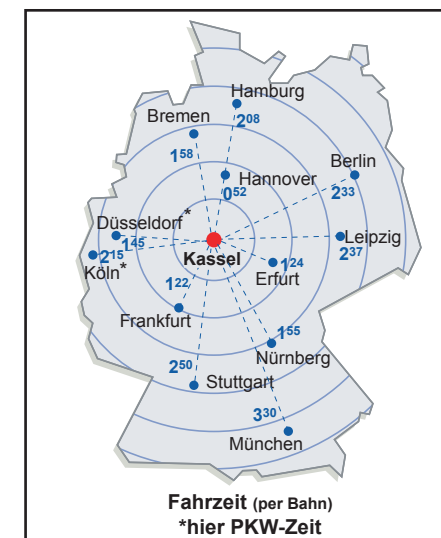 Hamburg
2⁰⁸
Bremen
1⁵⁸
Hannover
0⁵²
Berlin
2³³
Düsseldorf*
1⁴⁵
Leipzig
2³⁷
Köln*
2¹⁵
Kassel
Erfurt
1²⁴
1²²
Frankfurt
1⁵⁵
Nürnberg
2⁵⁰
Stuttgart
3³⁰
München
Fahrzeit (per Bahn)
*hier PKW-Zeit